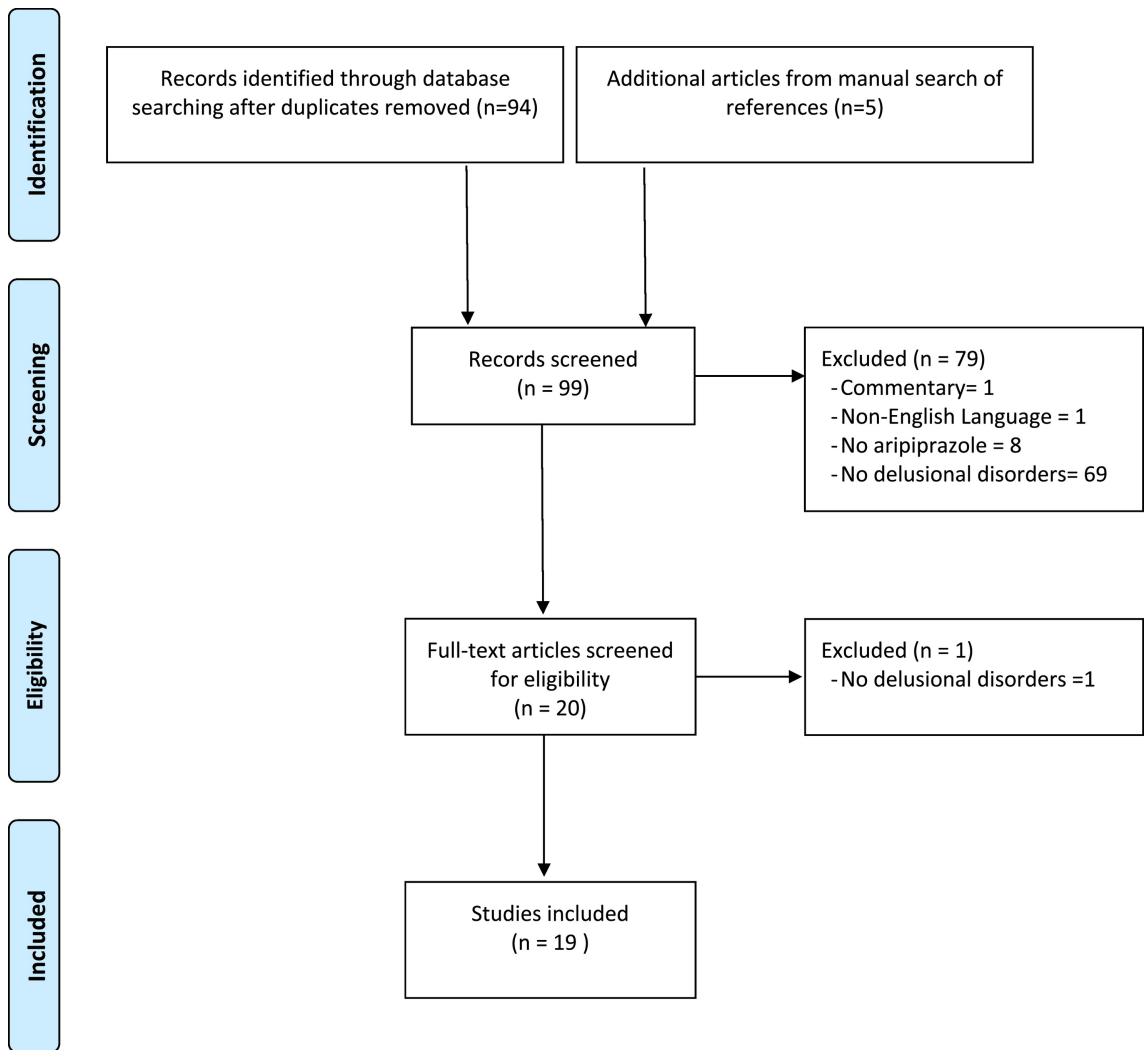 Identification
Records identified through database
searching after duplicates removed (n=94)
Additional articles from manual search of
references (n=5)
Screening
Records screened
(n = 99)
Excluded (n = 79)
-Commentary= 1
-Non-English Language = 1
-No aripiprazole = 8
-No delusional disorders= 69
Eligibility
Full-text articles screened
for eligibility
(n = 20)
Excluded (n = 1)
-No delusional disorders =1
Included
Studies included
(n = 19 )